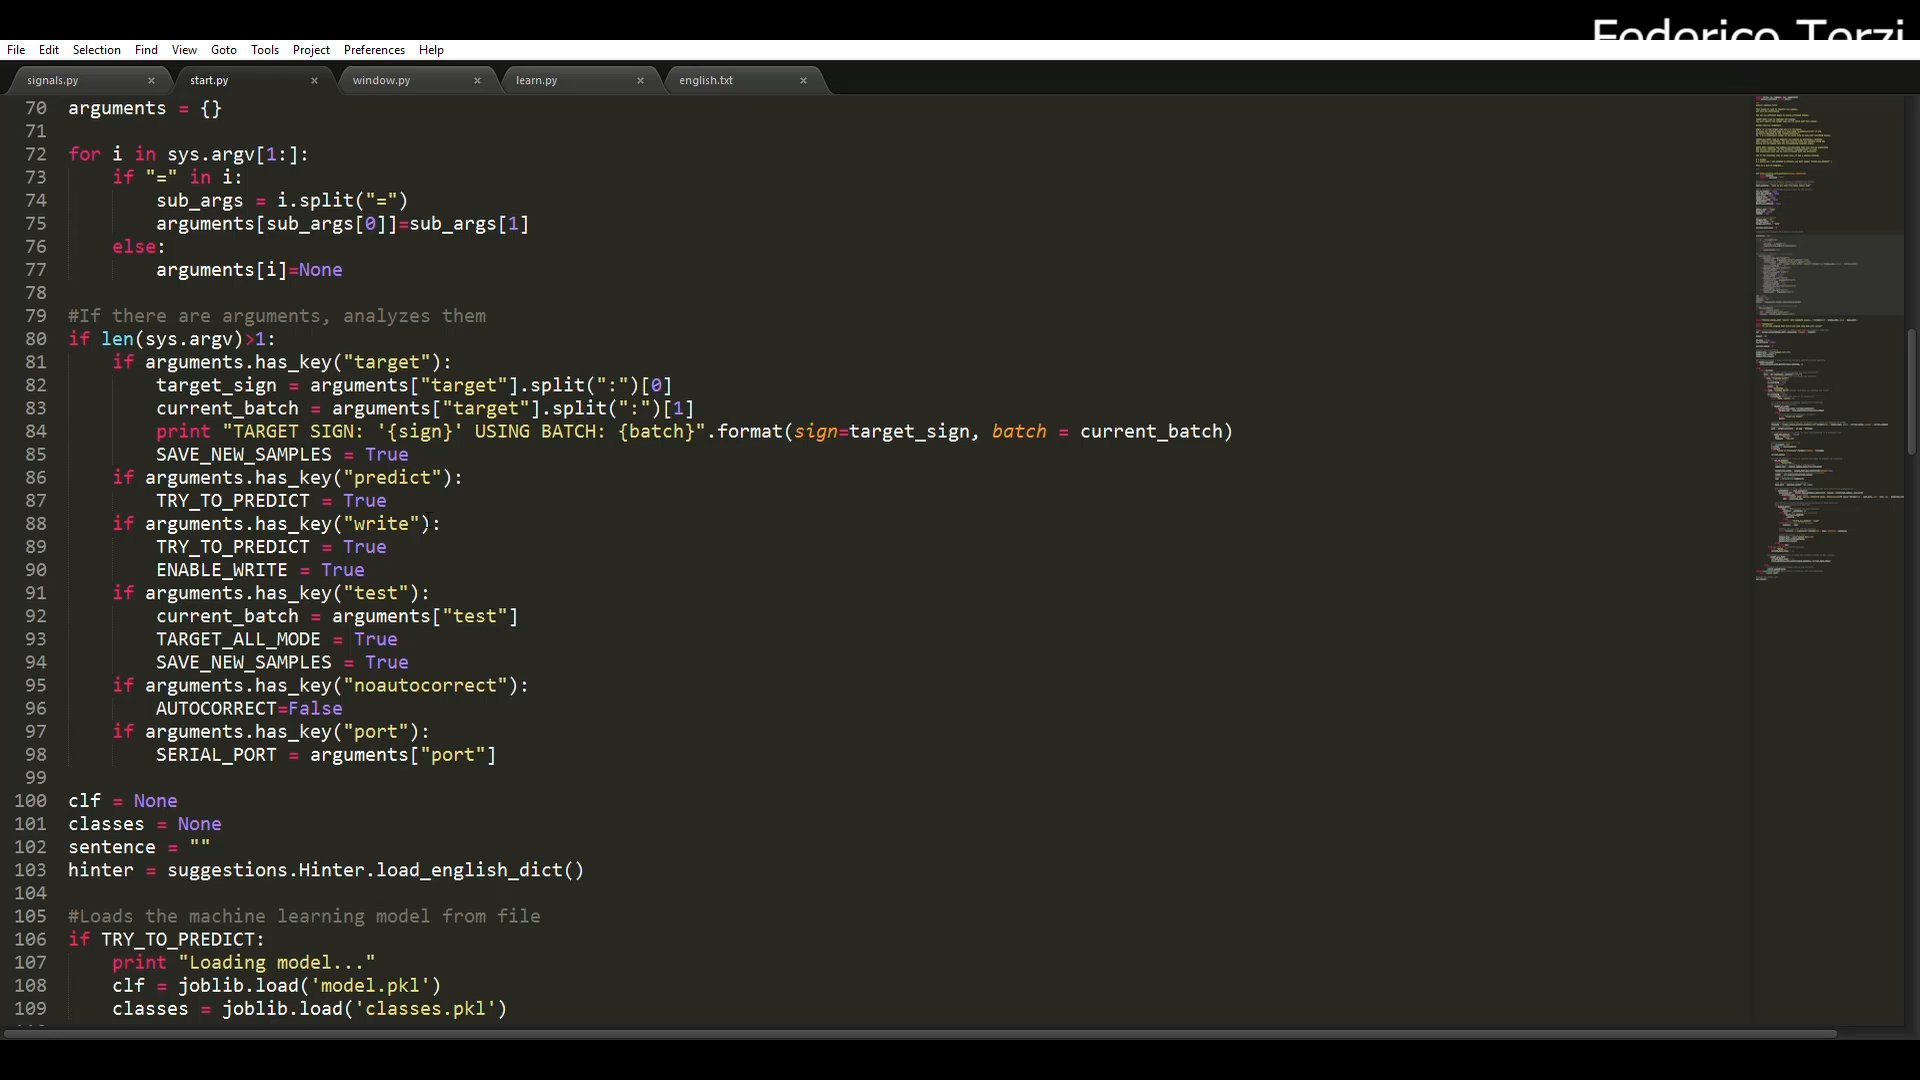 Federico Terzi
File Edit Selection Find View Goto Tools Project Preferences Help
signals.py × start.py × window.py × learn.py × english.txt ×
70 arguments = {}
71
72 for i in sys.argv[1:]:
73     if "=" in i:
74         sub_args = i.split("=")
75         arguments[sub_args[0]]=sub_args[1]
76     else:
77         arguments[i]=None
78
79 #If there are arguments, analyzes them
80 if len(sys.argv)>1:
81     if arguments.has_key("target"):
82         target_sign = arguments["target"].split(":")[0]
83         current_batch = arguments["target"].split(":")[1]
84         print "TARGET SIGN: '{sign}' USING BATCH: {batch}".format(sign=target_sign, batch = current_batch)
85         SAVE_NEW_SAMPLES = True
86     if arguments.has_key("predict"):
87         TRY_TO_PREDICT = True
88     if arguments.has_key("write"):
89         TRY_TO_PREDICT = True
90         ENABLE_WRITE = True
91     if arguments.has_key("test"):
92         current_batch = arguments["test"]
93         TARGET_ALL_MODE = True
94         SAVE_NEW_SAMPLES = True
95     if arguments.has_key("noautocorrect"):
96         AUTOCORRECT=False
97     if arguments.has_key("port"):
98         SERIAL_PORT = arguments["port"]
99
100 clf = None
101 classes = None
102 sentence = ""
103 hinter = suggestions.Hinter.load_english_dict()
104
105 #Loads the machine learning model from file
106 if TRY_TO_PREDICT:
107     print "Loading model..."
108     clf = joblib.load('model.pkl')
109     classes = joblib.load('classes.pkl')